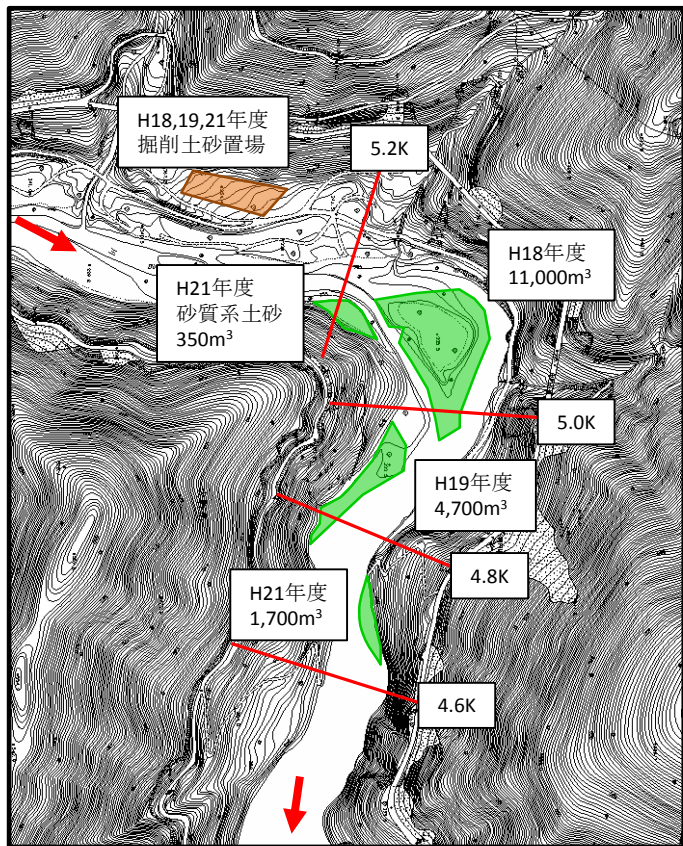 H18,19,21年度
掘削土砂置場
5.2K
H18年度
11,000m³
H21年度
砂質系土砂
350m³
5.0K
H19年度
4,700m³
4.8K
H21年度
1,700m³
4.6K